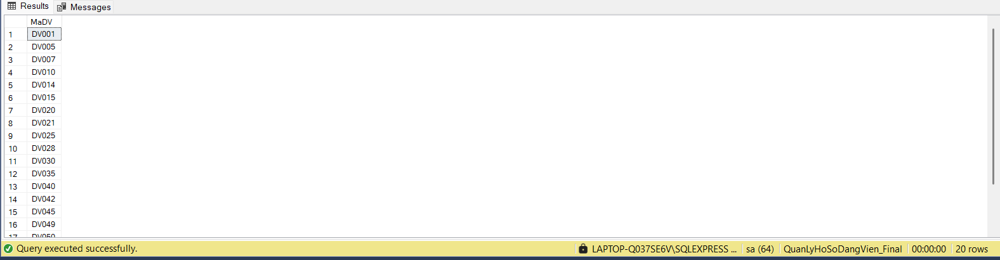 Results Messages
MaDV
1 DV001
2 DV005
3 DV007
4 DV010
5 DV014
6 DV015
7 DV020
8 DV021
9 DV025
10 DV028
11 DV030
12 DV035
13 DV040
14 DV042
15 DV045
16 DV049
17 DV050
Query executed successfully. LAPTOP-Q037SE6V\SQLEXPRESS ... sa (64) QuanLyHoSoDangVien_Final 00:00:00 20 rows